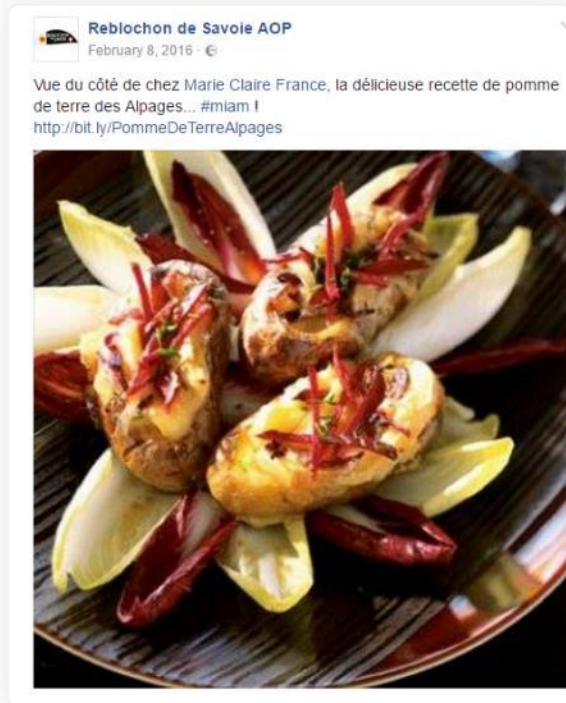 Reblochon de Savoie AOP
February 8, 2016 ·
Vue du côté de chez Marie Claire France, la délicieuse recette de pomme
de terre des Alpages... #miam !
http://bit.ly/PommeDeTerreAlpages